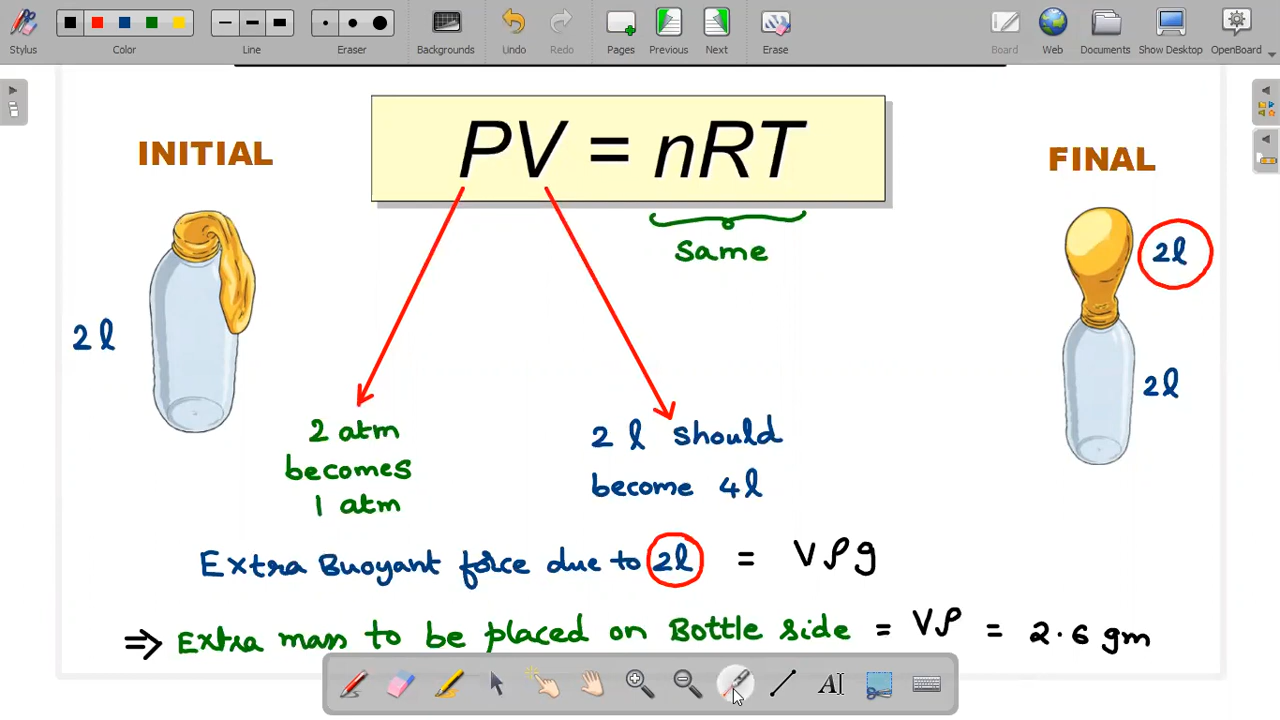 Stylus
Color
Line
Eraser
Backgrounds
Undo
Redo
Pages
Previous
Next
Erase
Board
Web
Documents
Show Desktop
OpenBoard
INITIAL
PV = nRT
FINAL
Same
2l
2l
2l
2 atm
becomes
1 atm
2 l should
become 4l
Extra Buoyant force due to 2l = Vρg
⇒ Extra mass to be placed on Bottle side = Vρ = 2.6 gm
AI